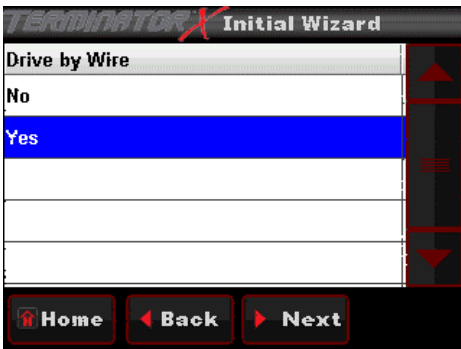 TERMINATOR X Initial Wizard
Drive by Wire
No
Yes
Home Back Next